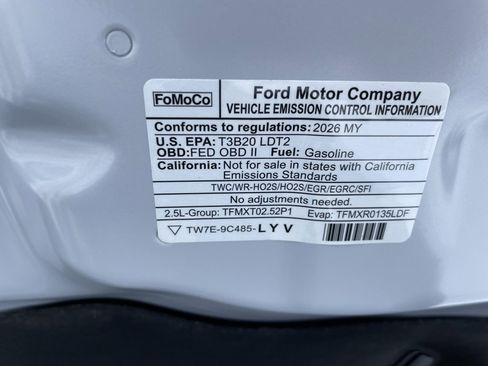 FoMoCo
Ford Motor Company
VEHICLE EMISSION CONTROL INFORMATION
Conforms to regulations: 2026 MY
U.S. EPA: T3B20 LDT2
OBD:FED OBD II Fuel: Gasoline
California: Not for sale in states with California
Emissions Standards
TWC/WR-HO2S/HO2S/EGR/EGRC/SFI
No adjustments needed.
2.5L-Group: TFMXT02.52P1 Evap: TFMXR0135LDF
TW7E-9C485-LYV